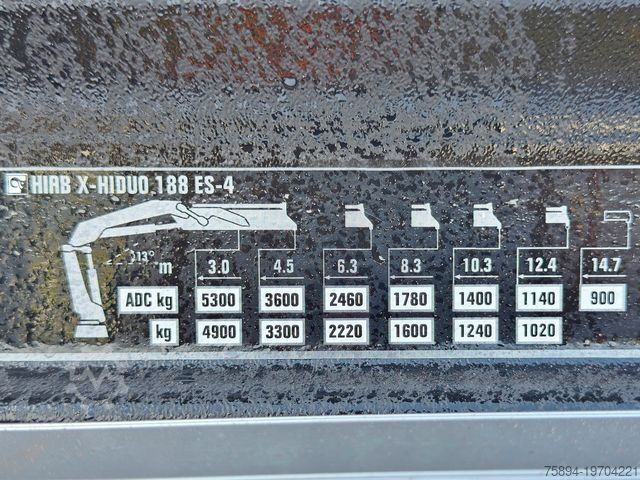 HIRB X-HIDUO 188 ES-4
13° m 3.0 4.5 6.3 8.3 10.3 12.4 14.7
ADC kg 5300 3600 2460 1780 1400 1140 900
kg 4900 3300 2220 1600 1240 1020
75894-19704221